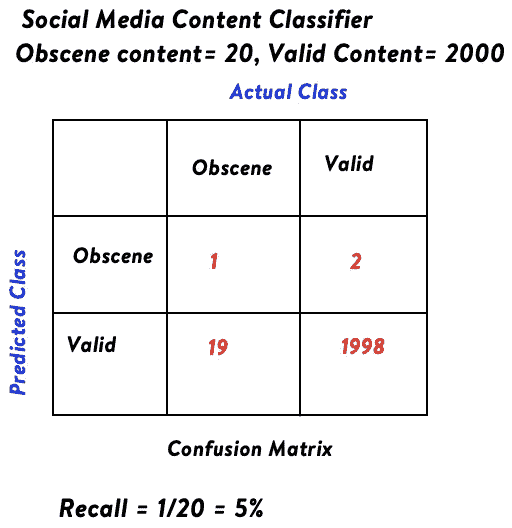 Social Media Content Classifier
Obscene content= 20, Valid Content= 2000
Actual Class
Obscene Valid
Predicted Class
Obscene 1 2
Valid 19 1998
Confusion Matrix
Recall = 1/20 = 5%